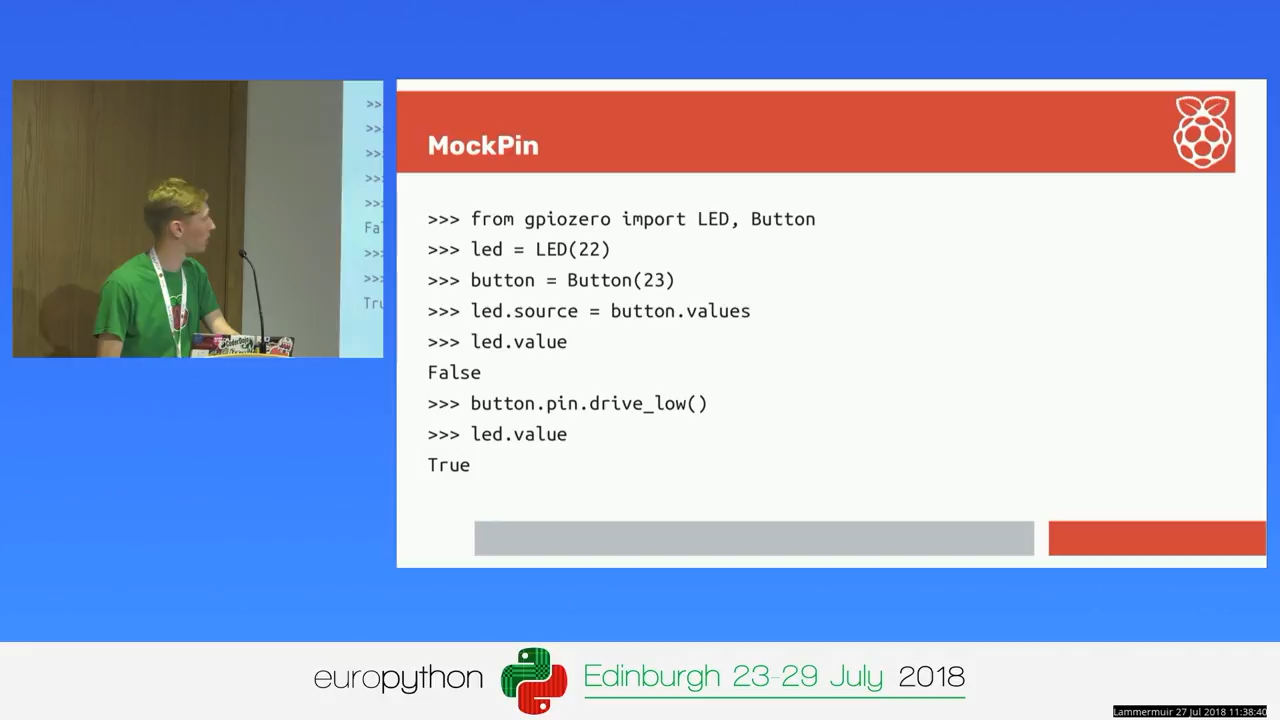 >>
>>
>>
>>
>>
Fa
>>
>>
Tru
MockPin
>>> from gpiozero import LED, Button
>>> led = LED(22)
>>> button = Button(23)
>>> led.source = button.values
>>> led.value
False
>>> button.pin.drive_low()
>>> led.value
True
europython Edinburgh 23-29 July 2018
Lammermuir 27 Jul 2018 11:38:40